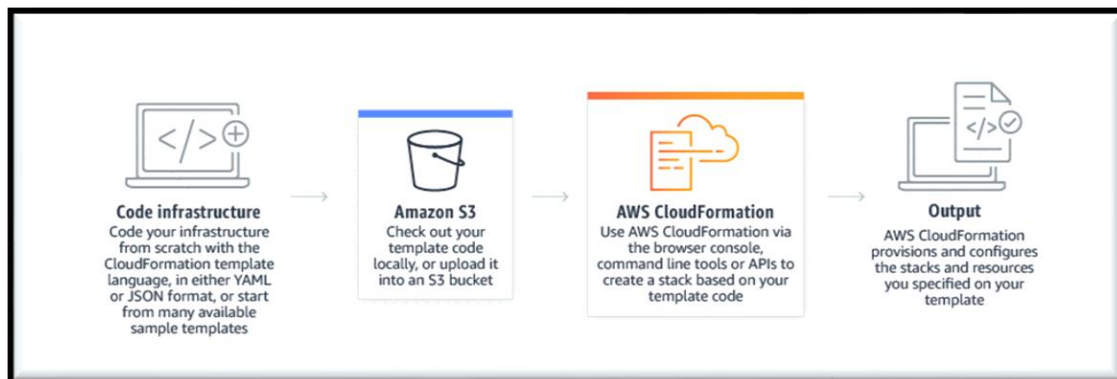 Code infrastructure
Code your infrastructure
from scratch with the
CloudFormation template
language, in either YAML
or JSON format, or start
from many available
sample templates
Amazon S3
Check out your
template code
locally, or upload it
into an S3 bucket
AWS CloudFormation
Use AWS CloudFormation via
the browser console,
command line tools or APIs to
create a stack based on your
template code
Output
AWS CloudFormation
provisions and configures
the stacks and resources
you specified on your
template